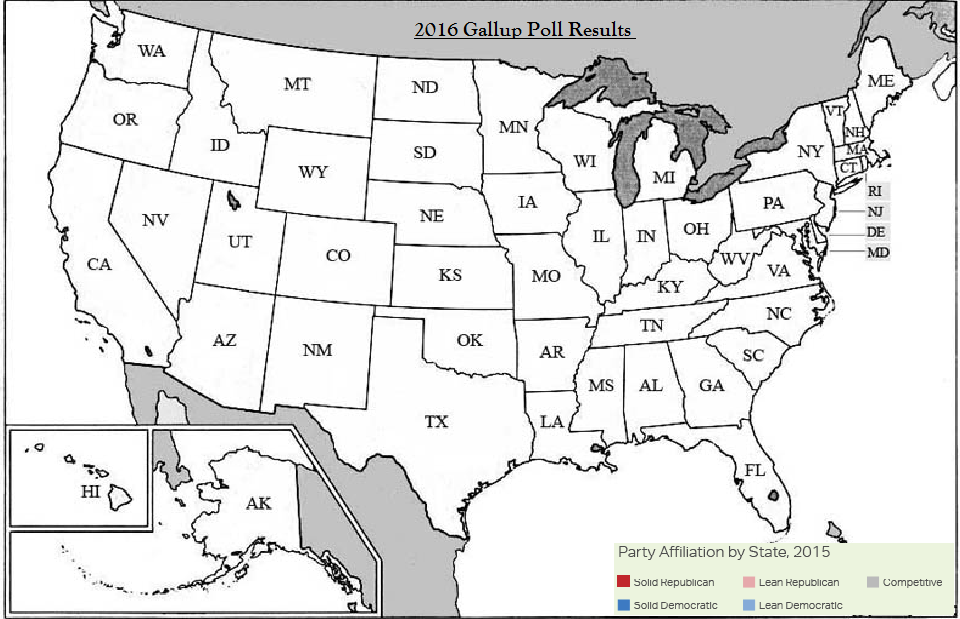 2016 Gallup Poll Results
WA
MT
ND
ME
OR
MN
VT
ID
SD
NH
WI
NY
MA
WY
MI
CT
RI
IA
PA
NE
NJ
NV
OH
IL
IN
DE
UT
CO
MD
CA
WV
VA
KS
MO
KY
NC
TN
AZ
NM
OK
AR
SC
MS
AL
GA
TX
LA
FL
HI
AK
Party Affiliation by State, 2015
Solid Republican Lean Republican Competitive
Solid Democratic Lean Democratic